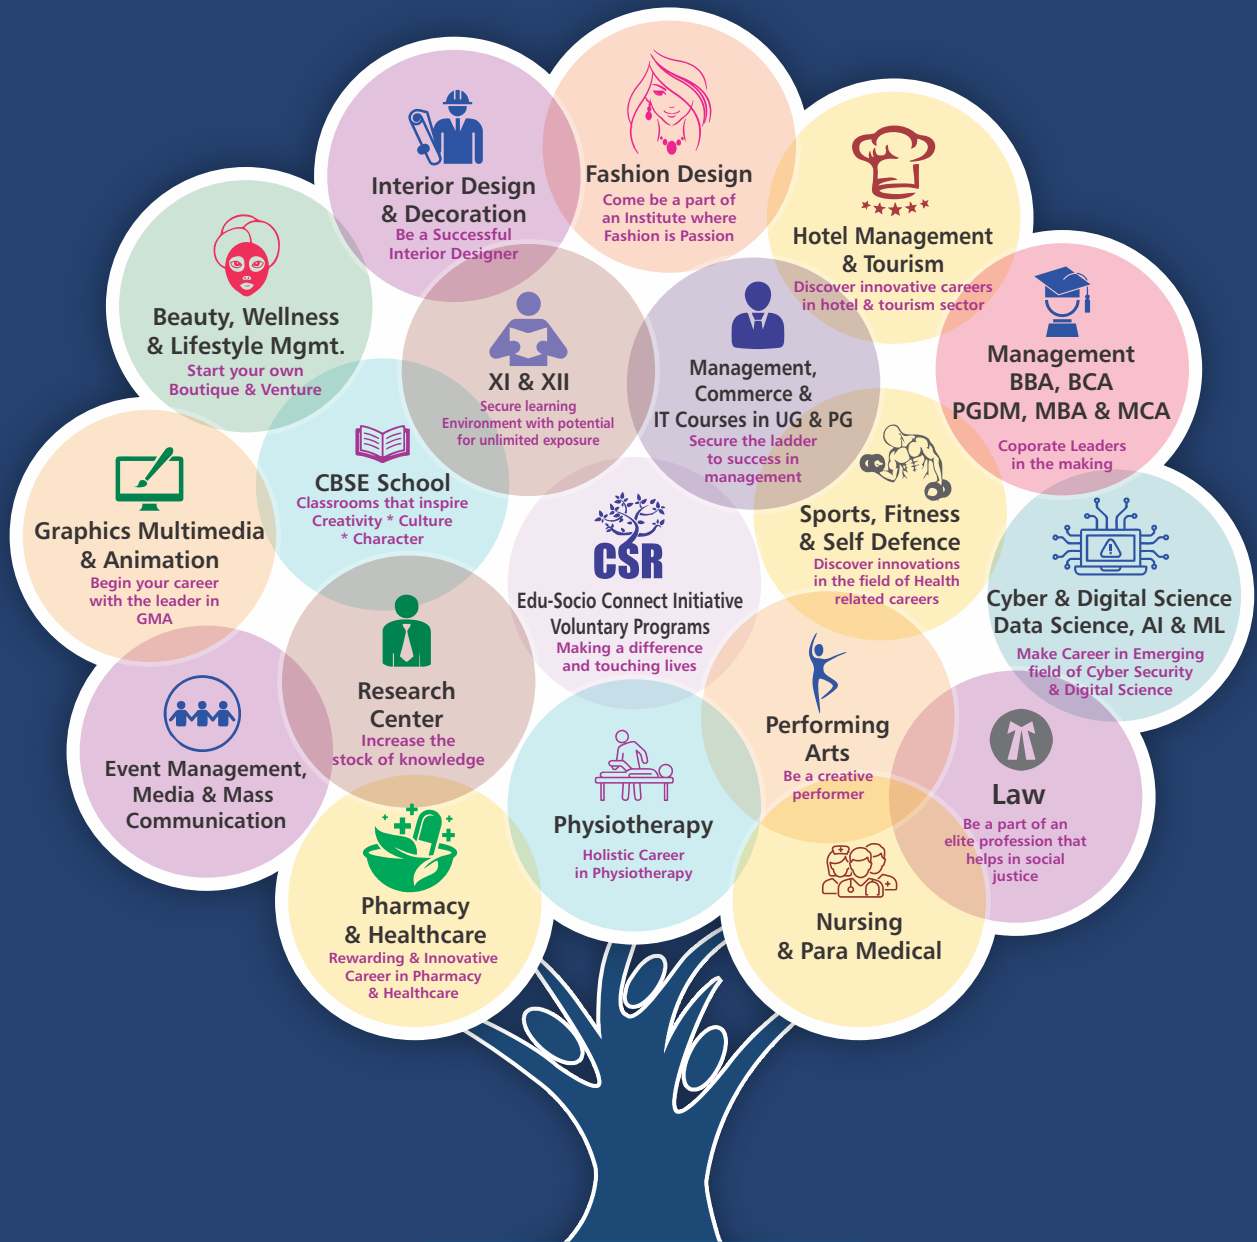 Interior Design
& Decoration
Be a Successful
Interior Designer
Fashion Design
Come be a part of
an Institute where
Fashion is Passion
Hotel Management
& Tourism
Discover innovative careers
in hotel & tourism sector
Beauty, Wellness
& Lifestyle Mgmt.
Start your own
Boutique & Venture
XI & XII
Secure learning
Environment with potential
for unlimited exposure
Management,
Commerce &
IT Courses in UG & PG
Secure the ladder
to success in
management
Management
BBA, BCA
PGDM, MBA & MCA
Coporate Leaders
in the making
Graphics Multimedia
& Animation
Begin your career
with the leader in
GMA
CBSE School
Classrooms that inspire
Creativity * Culture
* Character
CSR
Edu-Socio Connect Initiative
Voluntary Programs
Making a difference
and touching lives
Sports, Fitness
& Self Defence
Discover innovations
in the field of Health
related careers
Cyber & Digital Science
Data Science, AI & ML
Make Career in Emerging
field of Cyber Security
& Digital Science
Event Management,
Media & Mass
Communication
Research
Center
Increase the
stock of knowledge
Performing
Arts
Be a creative
performer
Law
Be a part of an
elite profession that
helps in social
justice
Pharmacy
& Healthcare
Rewarding & Innovative
Career in Pharmacy
& Healthcare
Physiotherapy
Holistic Career
in Physiotherapy
Nursing
& Para Medical